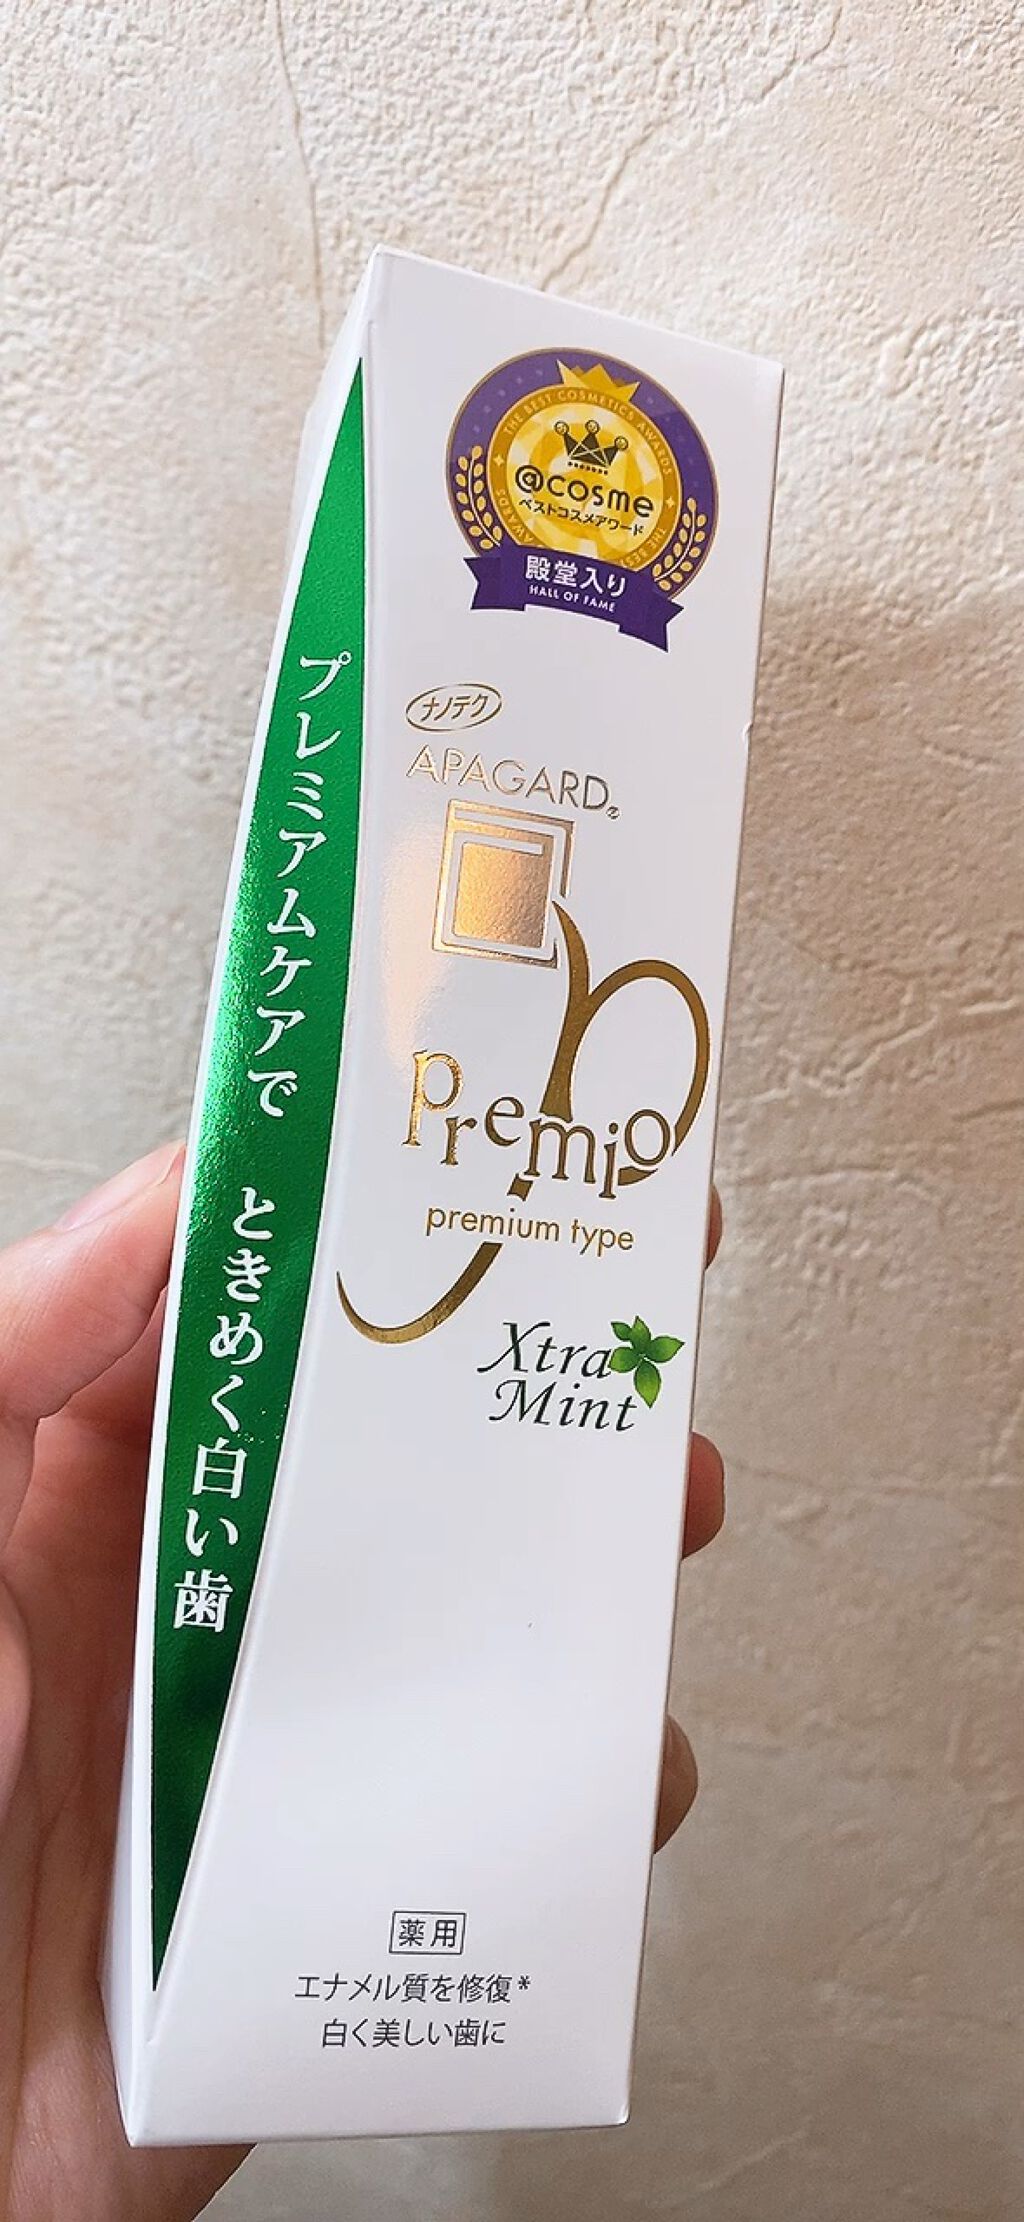 THE BEST COSMETICS AWARDS
@cosme
ベストコスメアワード
殿堂入り
HALL OF FAME
ナノテク
APAGARD®
premio
premium type
Xtra
Mint
プレミアムケアで ときめく白い歯
薬用
エナメル質を修復*
白く美しい歯に